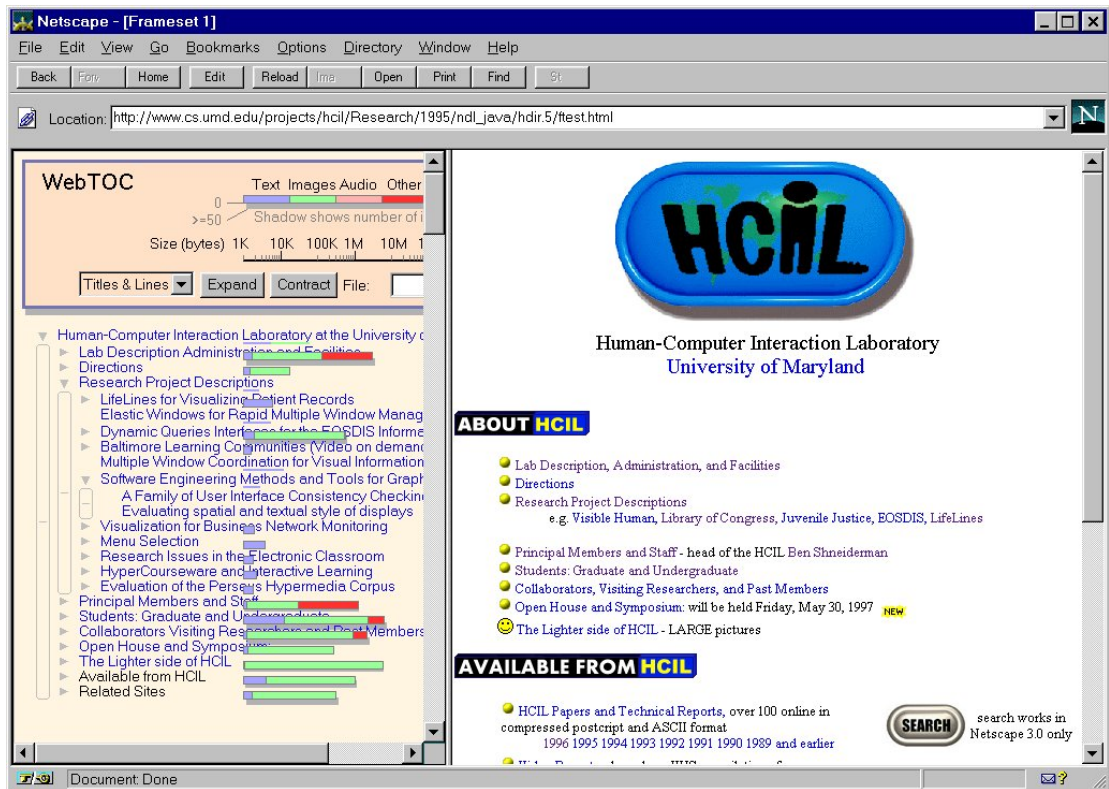 Netscape - [Frameset 1]
File Edit View Go Bookmarks Options Directory Window Help
Back Forw Home Edit Reload Ima Open Print Find St
Location: http://www.cs.umd.edu/projects/hcil/Research/1995/ndl_java/hdir.5/ftest.html
N
WebTOC
Text Images Audio Other
0
>=50 Shadow shows number of i
Size (bytes) 1K 10K 100K 1M 10M 1
Titles & Lines Expand Contract File:
Human-Computer Interaction Laboratory at the University o
Lab Description Administration and Facilities
Directions
Research Project Descriptions
LifeLines for Visualizing Patient Records
Elastic Windows for Rapid Multiple Window Manag
Dynamic Queries Interfaces for the EOSDIS Informa
Baltimore Learning Communities (Video on demand
Multiple Window Coordination for Visual Information
Software Engineering Methods and Tools for Graph
A Family of User Interface Consistency Checkin
Evaluating spatial and textual style of displays
Visualization for Business Network Monitoring
Menu Selection
Research Issues in the Electronic Classroom
HyperCourseware and Interactive Learning
Evaluation of the Perseus Hypermedia Corpus
Principal Members and Staff
Students: Graduate and Undergraduate
Collaborators Visiting Researchers and Past Members
Open House and Symposium:
The Lighter side of HCIL
Available from HCIL
Related Sites
HCIL
Human-Computer Interaction Laboratory
University of Maryland
ABOUT HCIL
Lab Description, Administration, and Facilities
Directions
Research Project Descriptions
e.g. Visible Human, Library of Congress, Juvenile Justice, EOSDIS, LifeLines
Principal Members and Staff - head of the HCIL Ben Shneiderman
Students: Graduate and Undergraduate
Collaborators, Visiting Researchers, and Past Members
Open House and Symposium: will be held Friday, May 30, 1997 NEW
The Lighter side of HCIL - LARGE pictures
AVAILABLE FROM HCIL
HCIL Papers and Technical Reports, over 100 online in
compressed postcript and ASCII format
1996 1995 1994 1993 1992 1991 1990 1989 and earlier
SEARCH
search works in
Netscape 3.0 only
Document: Done